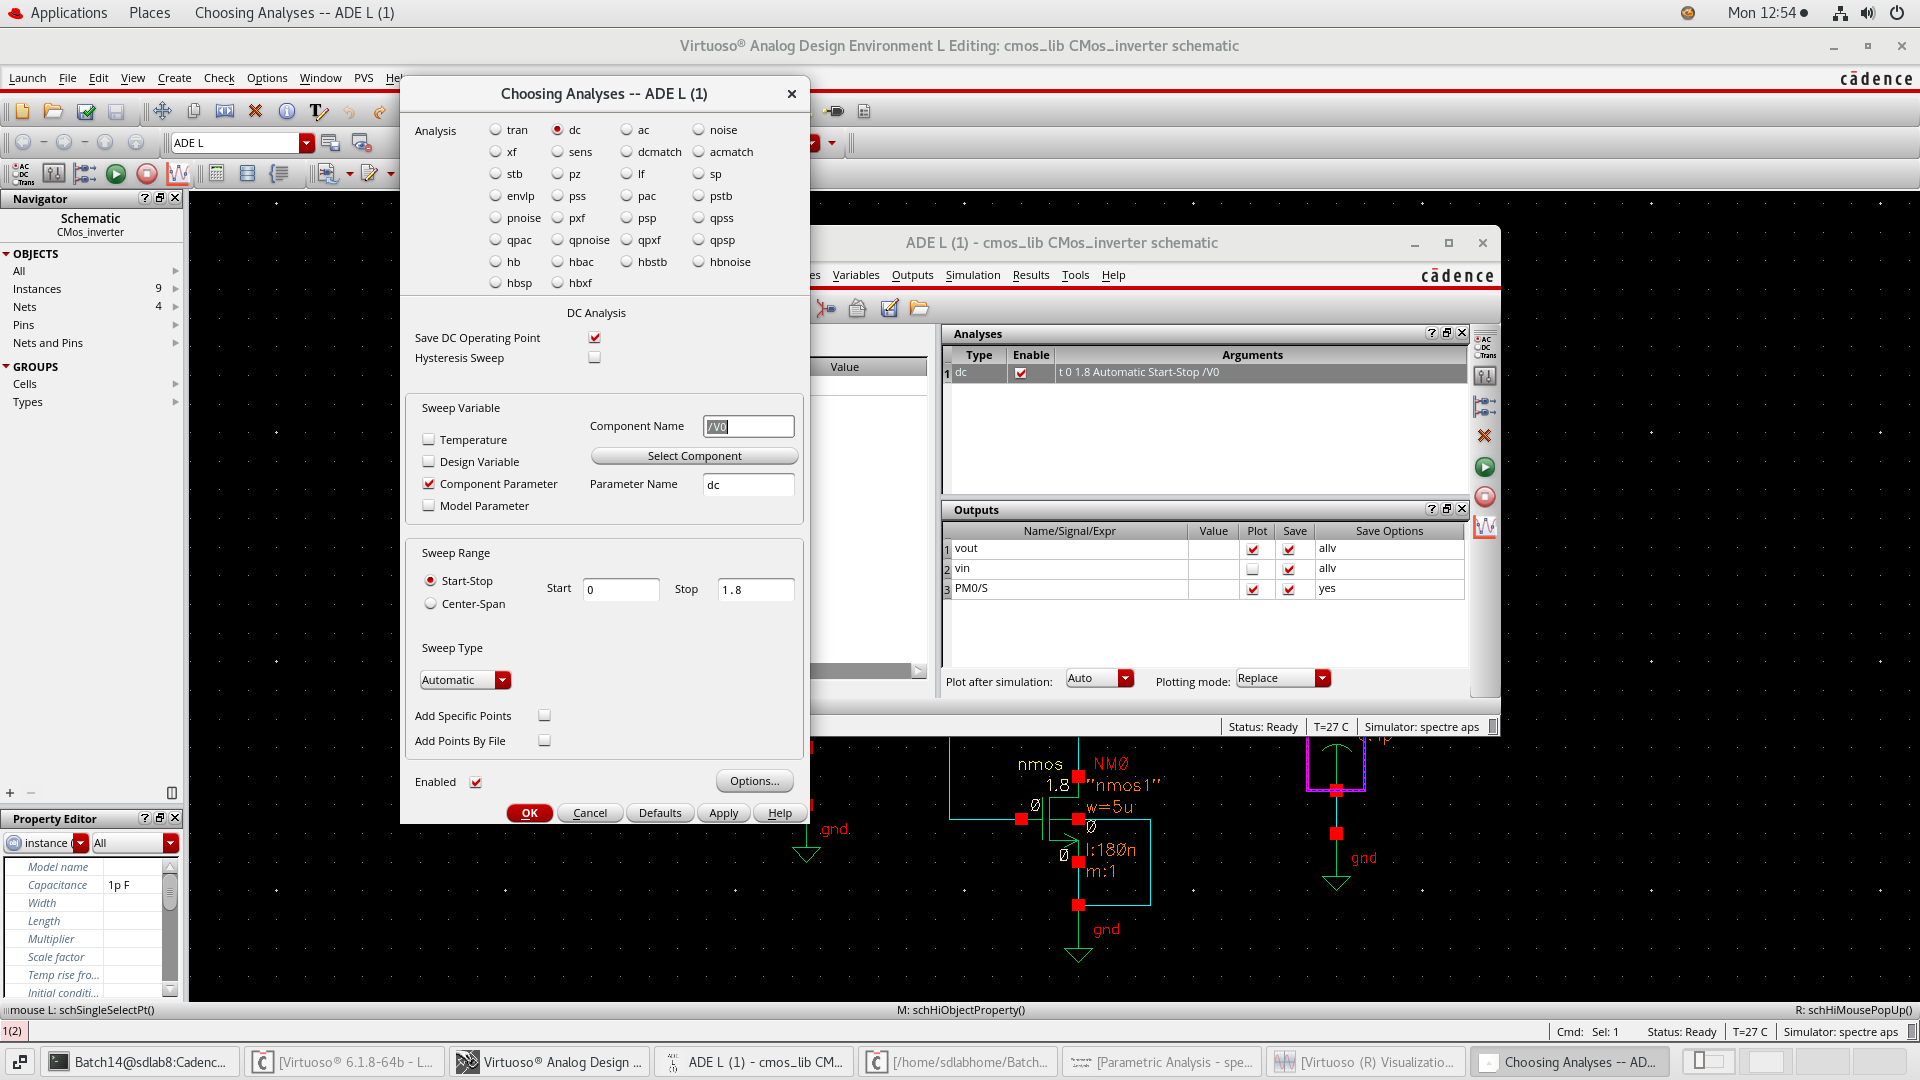 Applications Places Choosing Analyses -- ADE L (1) Mon 12:54
Virtuoso® Analog Design Environment L Editing: cmos_lib CMos_inverter schematic
Launch File Edit View Create Check Options Window PVS cādence
Choosing Analyses -- ADE L (1)
ADE L
AC
DC
Trans
Analysis tran dc ac noise
xf sens dcmatch acmatch
stb pz lf sp
envlp pss pac pstb
pnoise pxf psp qpss
qpac qpnoise qpxf qpsp
hb hbac hbstb hbnoise
hbsp hbxf
DC Analysis
Save DC Operating Point
Hysteresis Sweep
Sweep Variable
Component Name /V0
Temperature
Select Component
Design Variable
Component Parameter Parameter Name dc
Model Parameter
Sweep Range
Start-Stop Start 0 Stop 1.8
Center-Span
Sweep Type
Automatic
Add Specific Points
Add Points By File
Enabled Options...
OK Cancel Defaults Apply Help
Navigator
Schematic
CMos_inverter
OBJECTS
All
Instances 9
Nets 4
Pins
Nets and Pins
GROUPS
Cells
Types
Property Editor
instance All
Model name
Capacitance 1p F
Width
Length
Multiplier
Scale factor
Temp rise fro...
Initial conditi...
ADE L (1) - cmos_lib CMos_inverter schematic
Variables Outputs Simulation Results Tools Help cādence
Value
Analyses
Type Enable Arguments
1 dc t 0 1.8 Automatic Start-Stop /V0
AC
DC
Trans
Outputs
Name/Signal/Expr Value Plot Save Save Options
1 vout allv
2 vin allv
3 PM0/S yes
Plot after simulation: Auto Plotting mode: Replace
Status: Ready T=27 C Simulator: spectre aps
nmos NM0
1.8 "nmos1"
0 w=5u
0
0 l:180n
m:1
gnd
gnd
gnd
mouse L: schSingleSelectPt() M: schHiObjectProperty() R: schHiMousePopUp()
1(2) Cmd: Sel: 1 Status: Ready T=27 C Simulator: spectre aps
Batch14@sdlab8:Cadenc... [Virtuoso® 6.1.8-64b - L... Virtuoso® Analog Design ... ADE L (1) - cmos_lib CM... [/home/sdlabhome/Batch... [Parametric Analysis - spe... [Virtuoso (R) Visualizatio... Choosing Analyses -- AD...